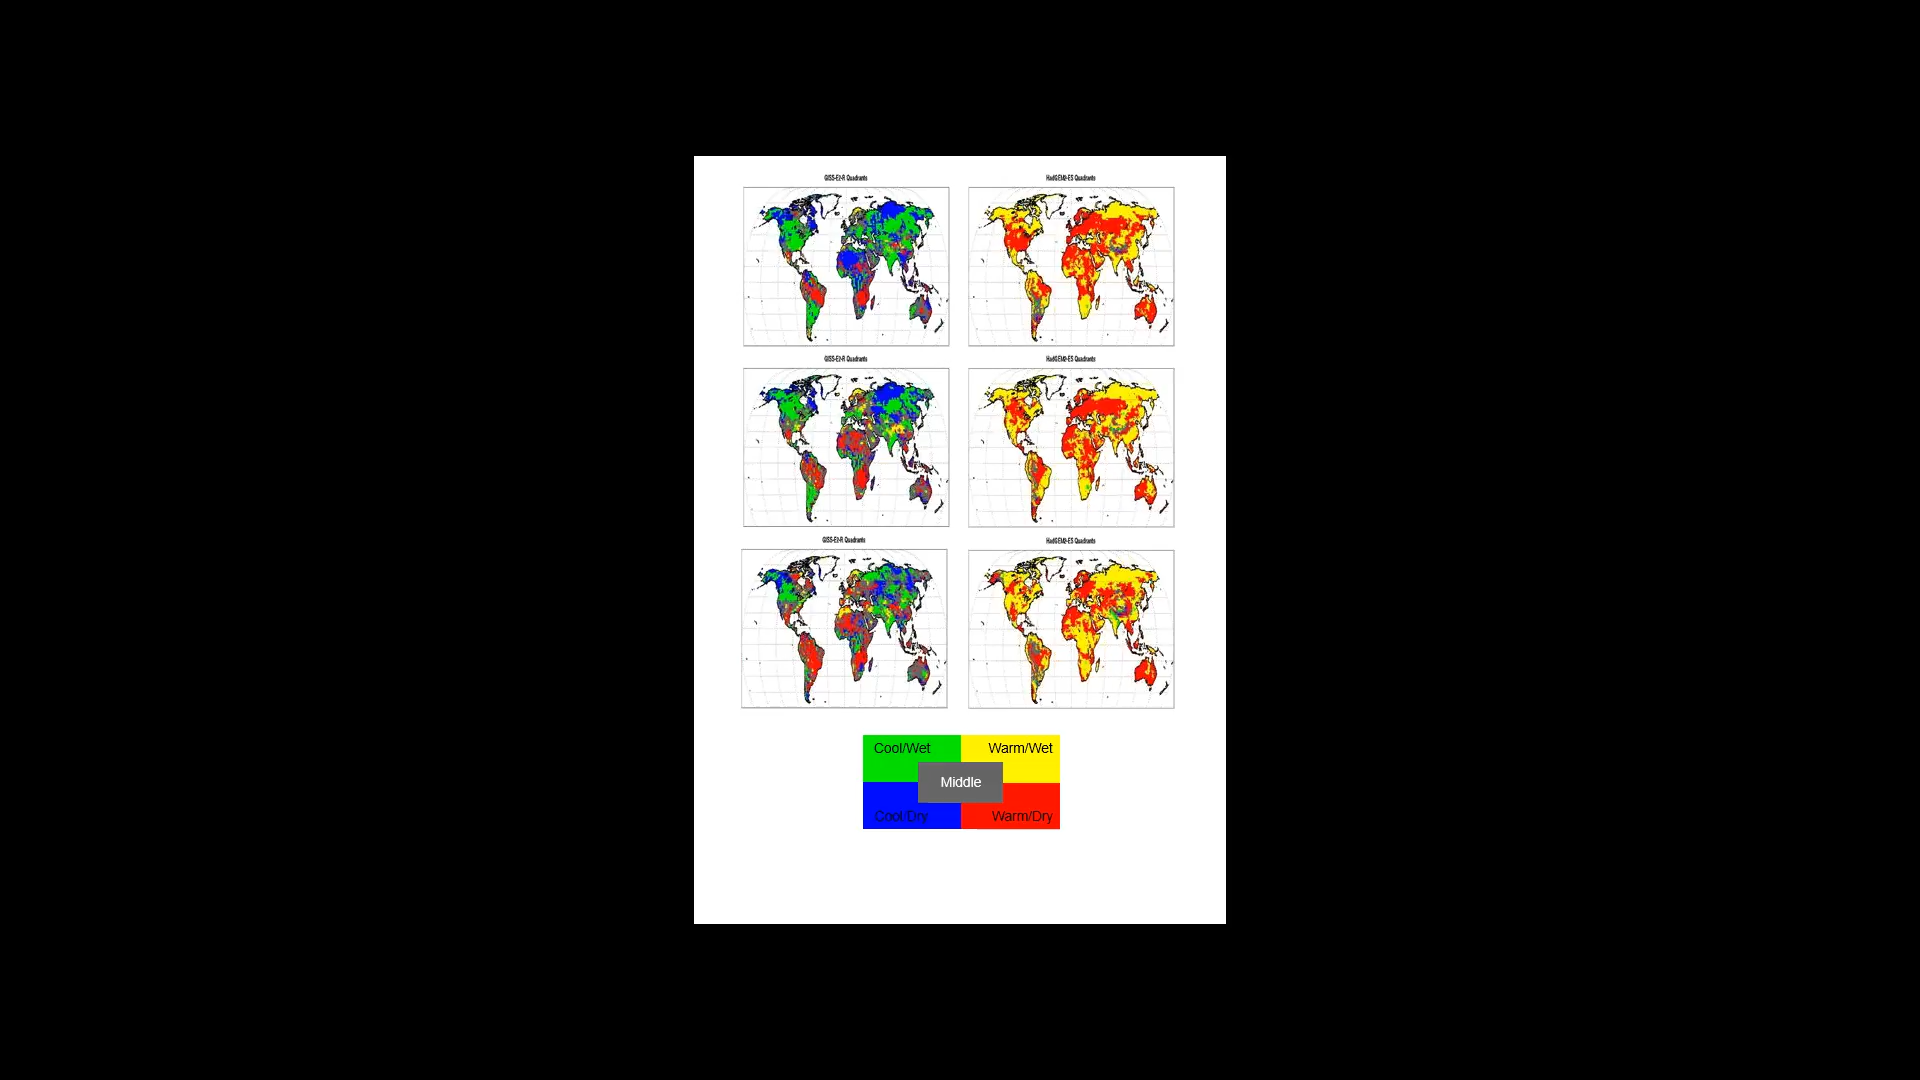 GISS-E2-R Quadrants
HadGEM2-ES Quadrants
GISS-E2-R Quadrants
HadGEM2-ES Quadrants
GISS-E2-R Quadrants
HadGEM2-ES Quadrants
Cool/Wet
Warm/Wet
Middle
Cool/Dry
Warm/Dry